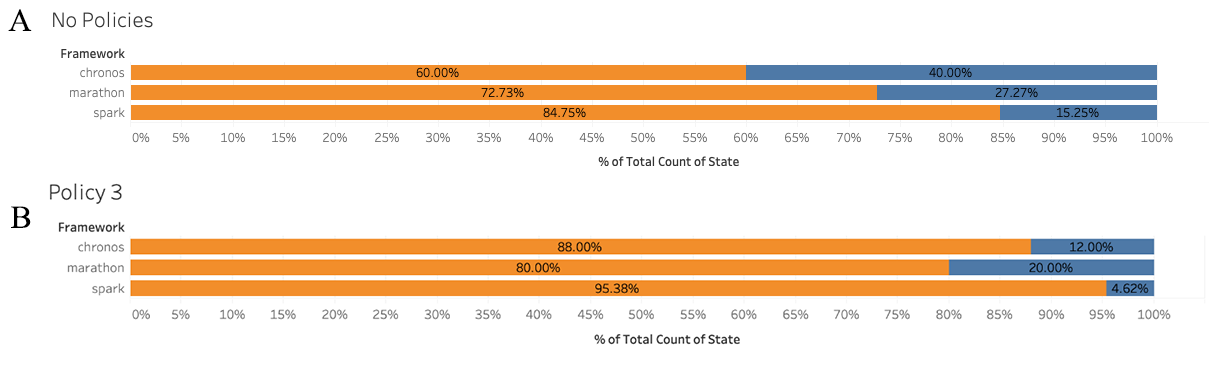 A No Policies
Framework
chronos 60.00% 40.00%
marathon 72.73% 27.27%
spark 84.75% 15.25%
0% 5% 10% 15% 20% 25% 30% 35% 40% 45% 50% 55% 60% 65% 70% 75% 80% 85% 90% 95% 100%
% of Total Count of State
Policy 3
B
Framework
chronos 88.00% 12.00%
marathon 80.00% 20.00%
spark 95.38% 4.62%
0% 5% 10% 15% 20% 25% 30% 35% 40% 45% 50% 55% 60% 65% 70% 75% 80% 85% 90% 95% 100%
% of Total Count of State